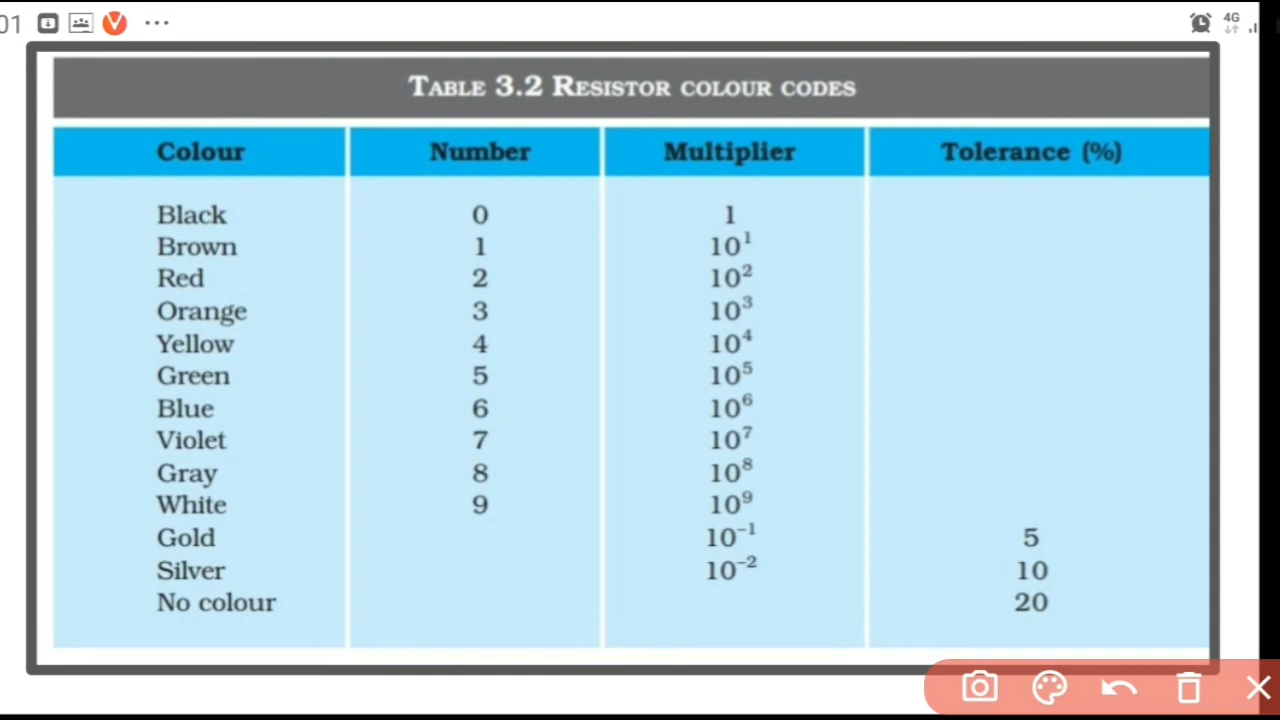 01
4G
TABLE 3.2 RESISTOR COLOUR CODES
Colour Number Multiplier Tolerance (%)
Black 0 1
Brown 1 10¹
Red 2 10²
Orange 3 10³
Yellow 4 10⁴
Green 5 10⁵
Blue 6 10⁶
Violet 7 10⁷
Gray 8 10⁸
White 9 10⁹
Gold 10⁻¹ 5
Silver 10⁻² 10
No colour 20